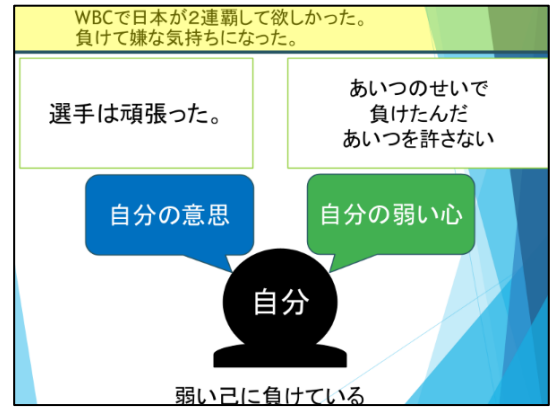 WBCで日本が２連覇して欲しかった。
負けて嫌な気持ちになった。
選手は頑張った。
あいつのせいで
負けたんだ
あいつを許さない
自分の意思
自分の弱い心
自分
弱い己に負けている